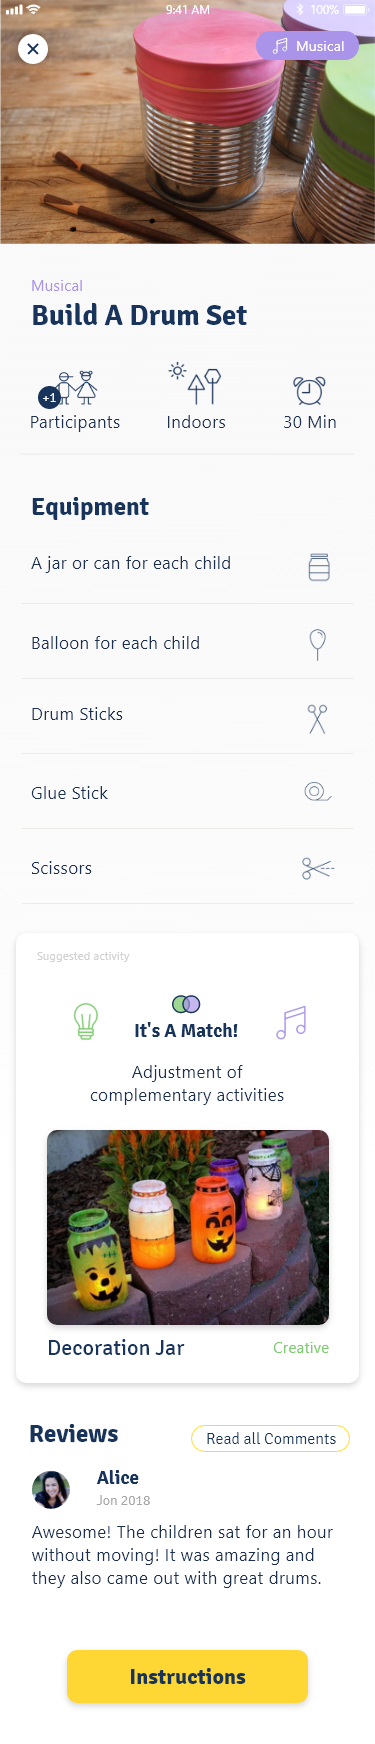 9:41 AM
100%
Musical
Musical
Build A Drum Set
+1
Participants
Indoors
30 Min
Equipment
A jar or can for each child
Balloon for each child
Drum Sticks
Glue Stick
Scissors
Suggested activity
It's A Match!
Adjustment of
complementary activities
Decoration Jar
Creative
Reviews
Read all Comments
Alice
Jon 2018
Awesome! The children sat for an hour
without moving! It was amazing and
they also came out with great drums.
Instructions